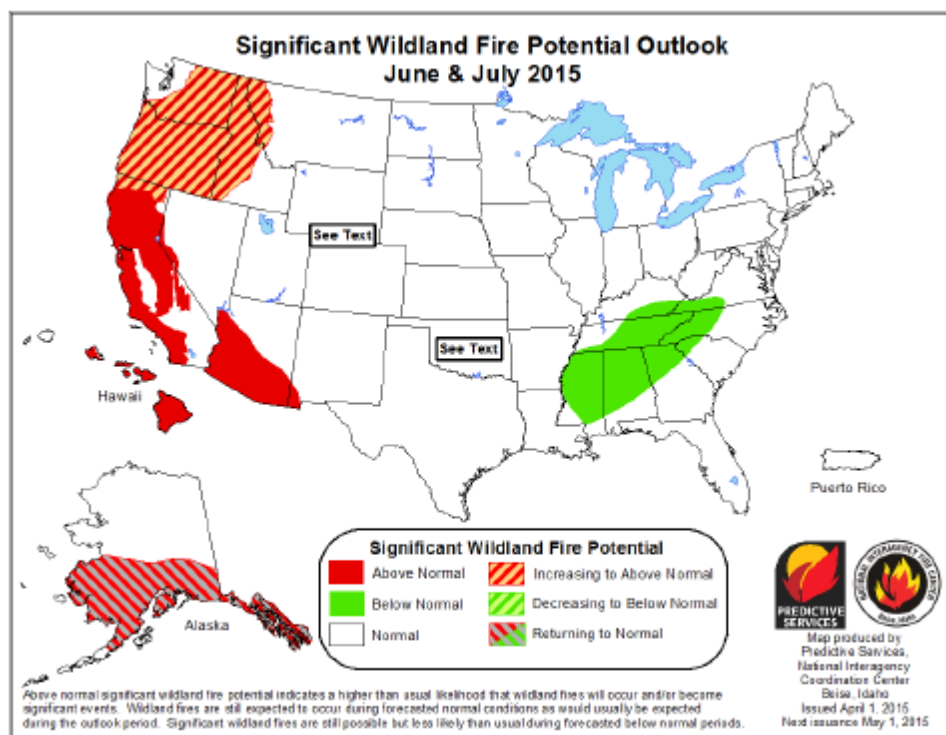 Significant Wildland Fire Potential Outlook
June & July 2015
See Text
See Text
Hawaii
Puerto Rico
Alaska
Significant Wildland Fire Potential
Above Normal
Increasing to Above Normal
Below Normal
Decreasing to Below Normal
Normal
Returning to Normal
PREDICTIVE
SERVICES
NATIONAL INTERAGENCY FIRE CENTER
Boise, Idaho
Map produced by
Predictive Services,
National Interagency
Coordination Center
Boise, Idaho
Issued April 1, 2015
Next issuance May 1, 2015
Above normal significant wildland fire potential indicates a higher than usual likelihood that wildland fires will occur and/or become
significant events. Wildland fires are still expected to occur during forecasted normal conditions as would usually be expected
during the outlook period. Significant wildland fires are still possible but less likely than usual during forecasted below normal periods.